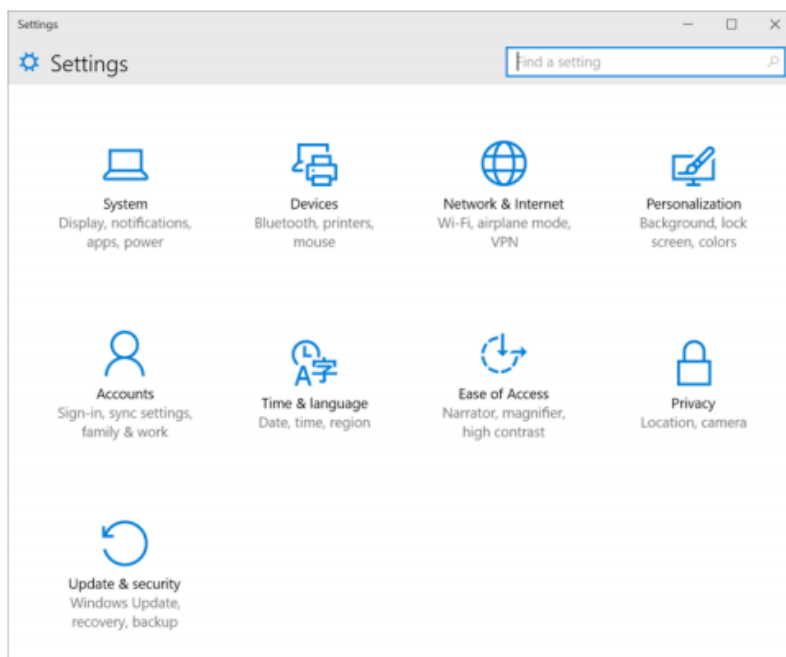 Settings
Settings
Find a setting
System
Display, notifications,
apps, power
Devices
Bluetooth, printers,
mouse
Network & Internet
Wi-Fi, airplane mode,
VPN
Personalization
Background, lock
screen, colors
Accounts
Sign-in, sync settings,
family & work
A字
Time & language
Date, time, region
Ease of Access
Narrator, magnifier,
high contrast
Privacy
Location, camera
Update & security
Windows Update,
recovery, backup